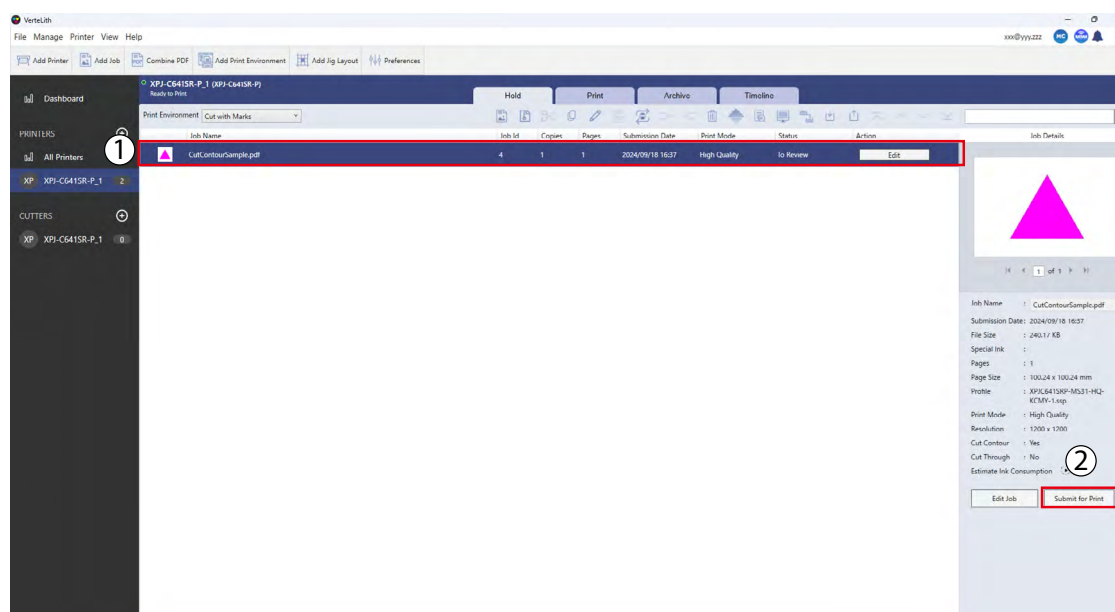 VerteLith
File Manage Printer View Help
xxx@yyy.zzz MC
Add Printer Add Job Combine PDF Add Print Environment Add Jig Layout Preferences
XPJ-C641SR-P_1 (XPJ-C641SR-P)
Ready to Print
Hold Print Archive Timeline
Dashboard
Print Environment Cut with Marks
PRINTERS
Job Name Job Id Copies Pages Submission Date Print Mode Status Action Job Details
All Printers
1
CutContourSample.pdf 4 1 1 2024/09/18 16:37 High Quality To Review Edit
XP XPJ-C641SR-P_1 2
CUTTERS
XP XPJ-C641SR-P_1 0
1 of 1
Job Name : CutContourSample.pdf
Submission Date : 2024/09/18 16:37
File Size : 240.17 KB
Special Ink :
Pages : 1
Page Size : 100.24 x 100.24 mm
Profile : XPJC641SRP-MS31-HQ-
KCMY-1.ssp
Print Mode : High Quality
Resolution : 1200 x 1200
Cut Contour : Yes
Cut Through : No
2
Estimate Ink Consumption
Edit Job Submit for Print